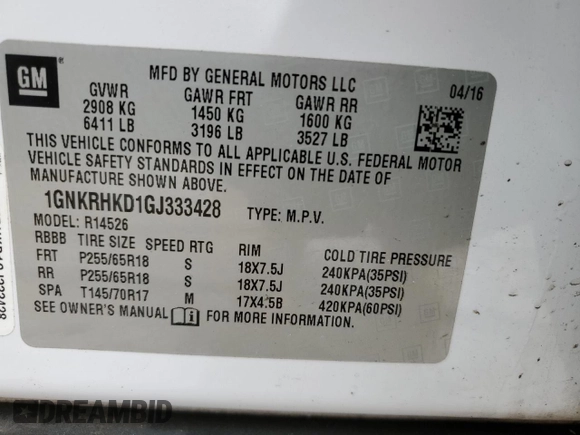 GM
MFD BY GENERAL MOTORS LLC
04/16
GVWR GAWR FRT GAWR RR
2908 KG 1450 KG 1600 KG
6411 LB 3196 LB 3527 LB
THIS VEHICLE CONFORMS TO ALL APPLICABLE U.S. FEDERAL MOTOR
VEHICLE SAFETY STANDARDS IN EFFECT ON THE DATE OF
MANUFACTURE SHOWN ABOVE.
1GNKRHKD1GJ333428 TYPE: M.P.V.
MODEL: R14526
RBBB TIRE SIZE SPEED RTG RIM COLD TIRE PRESSURE
FRT P255/65R18 S 18X7.5J 240KPA(35PSI)
RR P255/65R18 S 18X7.5J 240KPA(35PSI)
SPA T145/70R17 M 17X4.5B 420KPA(60PSI)
SEE OWNER'S MANUAL i FOR MORE INFORMATION.
DREAMBID